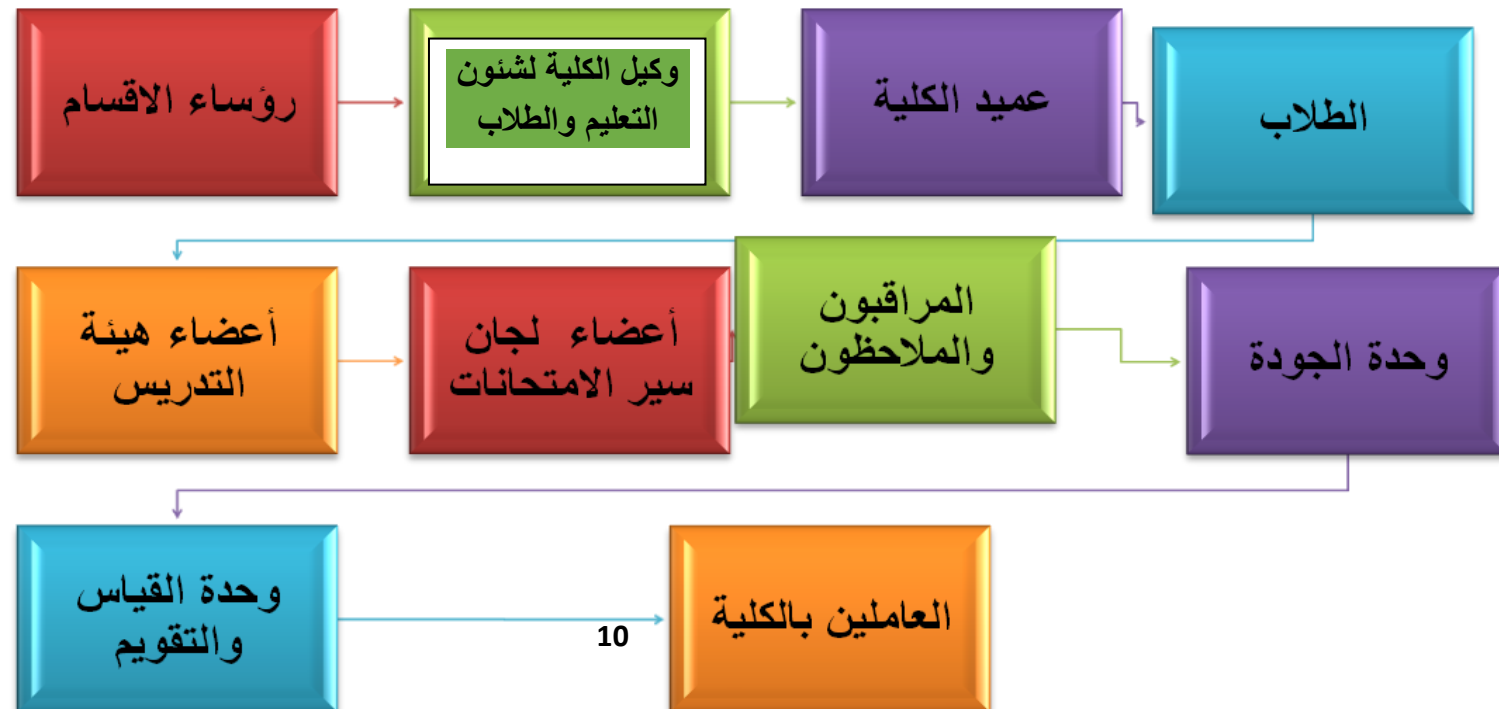 رؤساء الاقسام
وكيل الكلية لشئون
التعليم والطلاب
عميد الكلية
الطلاب
أعضاء هيئة
التدريس
أعضاء لجان
سير الامتحانات
المراقبون
والملاحظون
وحدة الجودة
وحدة القياس
والتقويم
العاملين بالكلية
10